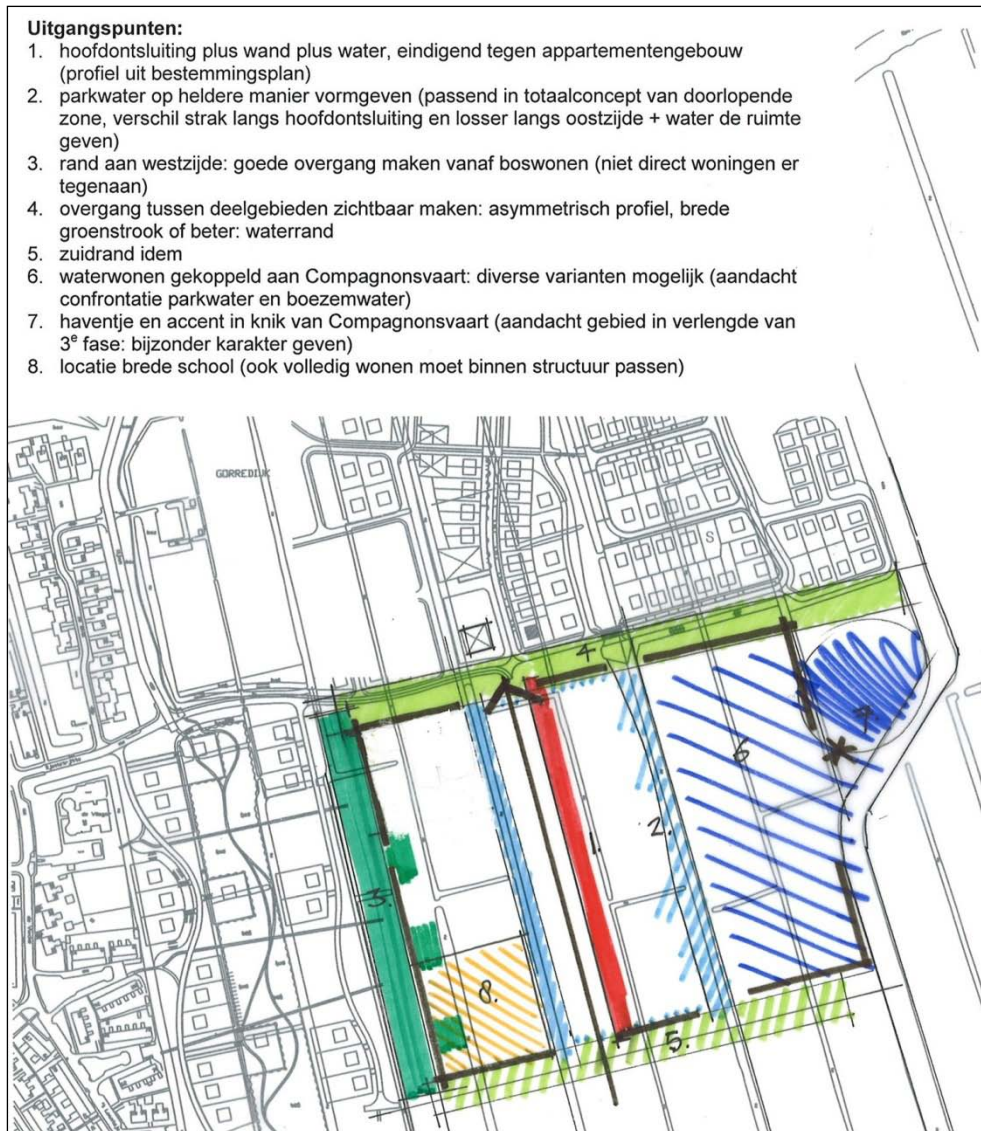 Uitgangspunten:
1. hoofdontsluiting plus wand plus water, eindigend tegen appartementengebouw
(profiel uit bestemmingsplan)
2. parkwater op heldere manier vormgeven (passend in totaalconcept van doorlopende
zone, verschil strak langs hoofdontsluiting en losser langs oostzijde + water de ruimte
geven)
3. rand aan westzijde: goede overgang maken vanaf boswonen (niet direct woningen er
tegenaan)
4. overgang tussen deelgebieden zichtbaar maken: asymmetrisch profiel, brede
groenstrook of beter: waterrand
5. zuidrand idem
6. waterwonen gekoppeld aan Compagnonsvaart: diverse varianten mogelijk (aandacht
confrontatie parkwater en boezemwater)
7. haventje en accent in knik van Compagnonsvaart (aandacht gebied in verlengde van
3e fase: bijzonder karakter geven)
8. locatie brede school (ook volledig wonen moet binnen structuur passen)
GORREDIJK
S
4
7.
6
2.
1.
3.
8.
5.